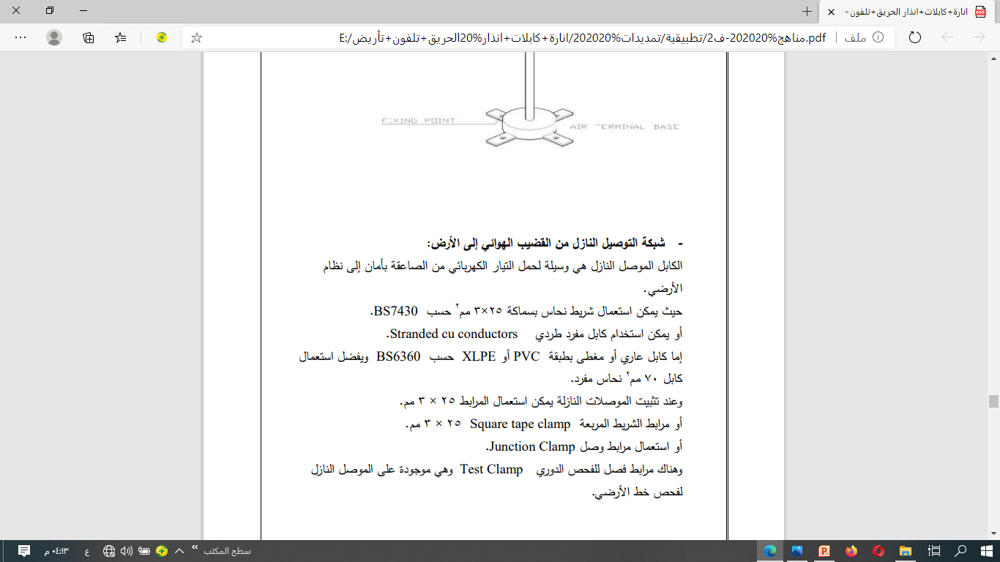 انارة+كابلات+انذار الحريق+تلفون+
E:/مناهج%202020-ف2/تطبيقية/تمديدات%202020/انارة+كابلات+انذار%20الحريق+تلفون+تأريض.pdf
ملف
FIXING POINT
AIR TERMINAL BASE
- شبكة التوصيل النازل من القضيب الهوائي إلى الأرض:
الكابل الموصل النازل هي وسيلة لحمل التيار الكهربائي من الصاعقة بأمان إلى نظام
الأرضي.
حيث يمكن استعمال شريط نحاس بسماكة ٢٥×٣ مم٢ حسب BS7430.
أو يمكن استخدام كابل مفرد طردي Stranded cu conductors.
إما كابل عاري أو مغطى بطبقة PVC أو XLPE حسب BS6360 ويفضل استعمال
كابل ٧٠ مم٢ نحاس مفرد.
وعند تثبيت الموصلات النازلة يمكن استعمال المرابط ٢٥ × ٣ مم.
أو مرابط الشريط المربعة Square tape clamp ٢٥ × ٣ مم.
أو استعمال مرابط وصل Junction Clamp.
وهناك مرابط فصل للفحص الدوري Test Clamp وهي موجودة على الموصل النازل
لفحص خط الأرضي.
سطح المكتب
ع
٠٤:١٣ م